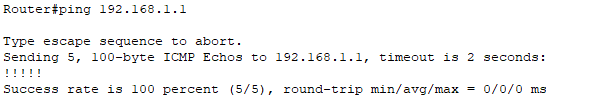 Router#ping 192.168.1.1
Type escape sequence to abort.
Sending 5, 100-byte ICMP Echos to 192.168.1.1, timeout is 2 seconds:
!!!!!
Success rate is 100 percent (5/5), round-trip min/avg/max = 0/0/0 ms